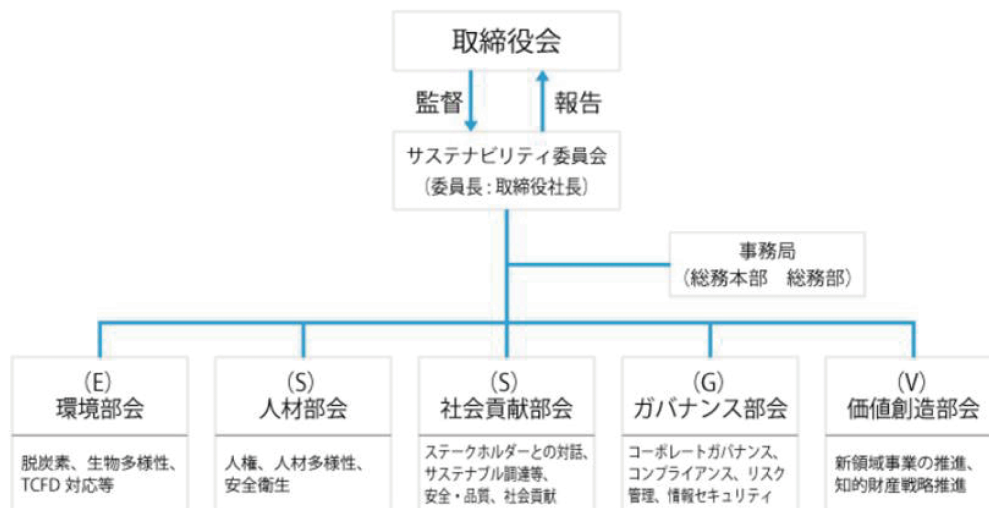 取締役会
監督
報告
サステナビリティ委員会
（委員長：取締役社長）
事務局
（総務本部　総務部）
（E）
環境部会
脱炭素、生物多様性、
TCFD 対応等
（S）
人材部会
人権、人材多様性、
安全衛生
（S）
社会貢献部会
ステークホルダーとの対話、
サステナブル調達等、
安全・品質、社会貢献
（G）
ガバナンス部会
コーポレートガバナンス、
コンプライアンス、リスク
管理、情報セキュリティ
（V）
価値創造部会
新領域事業の推進、
知的財産戦略推進